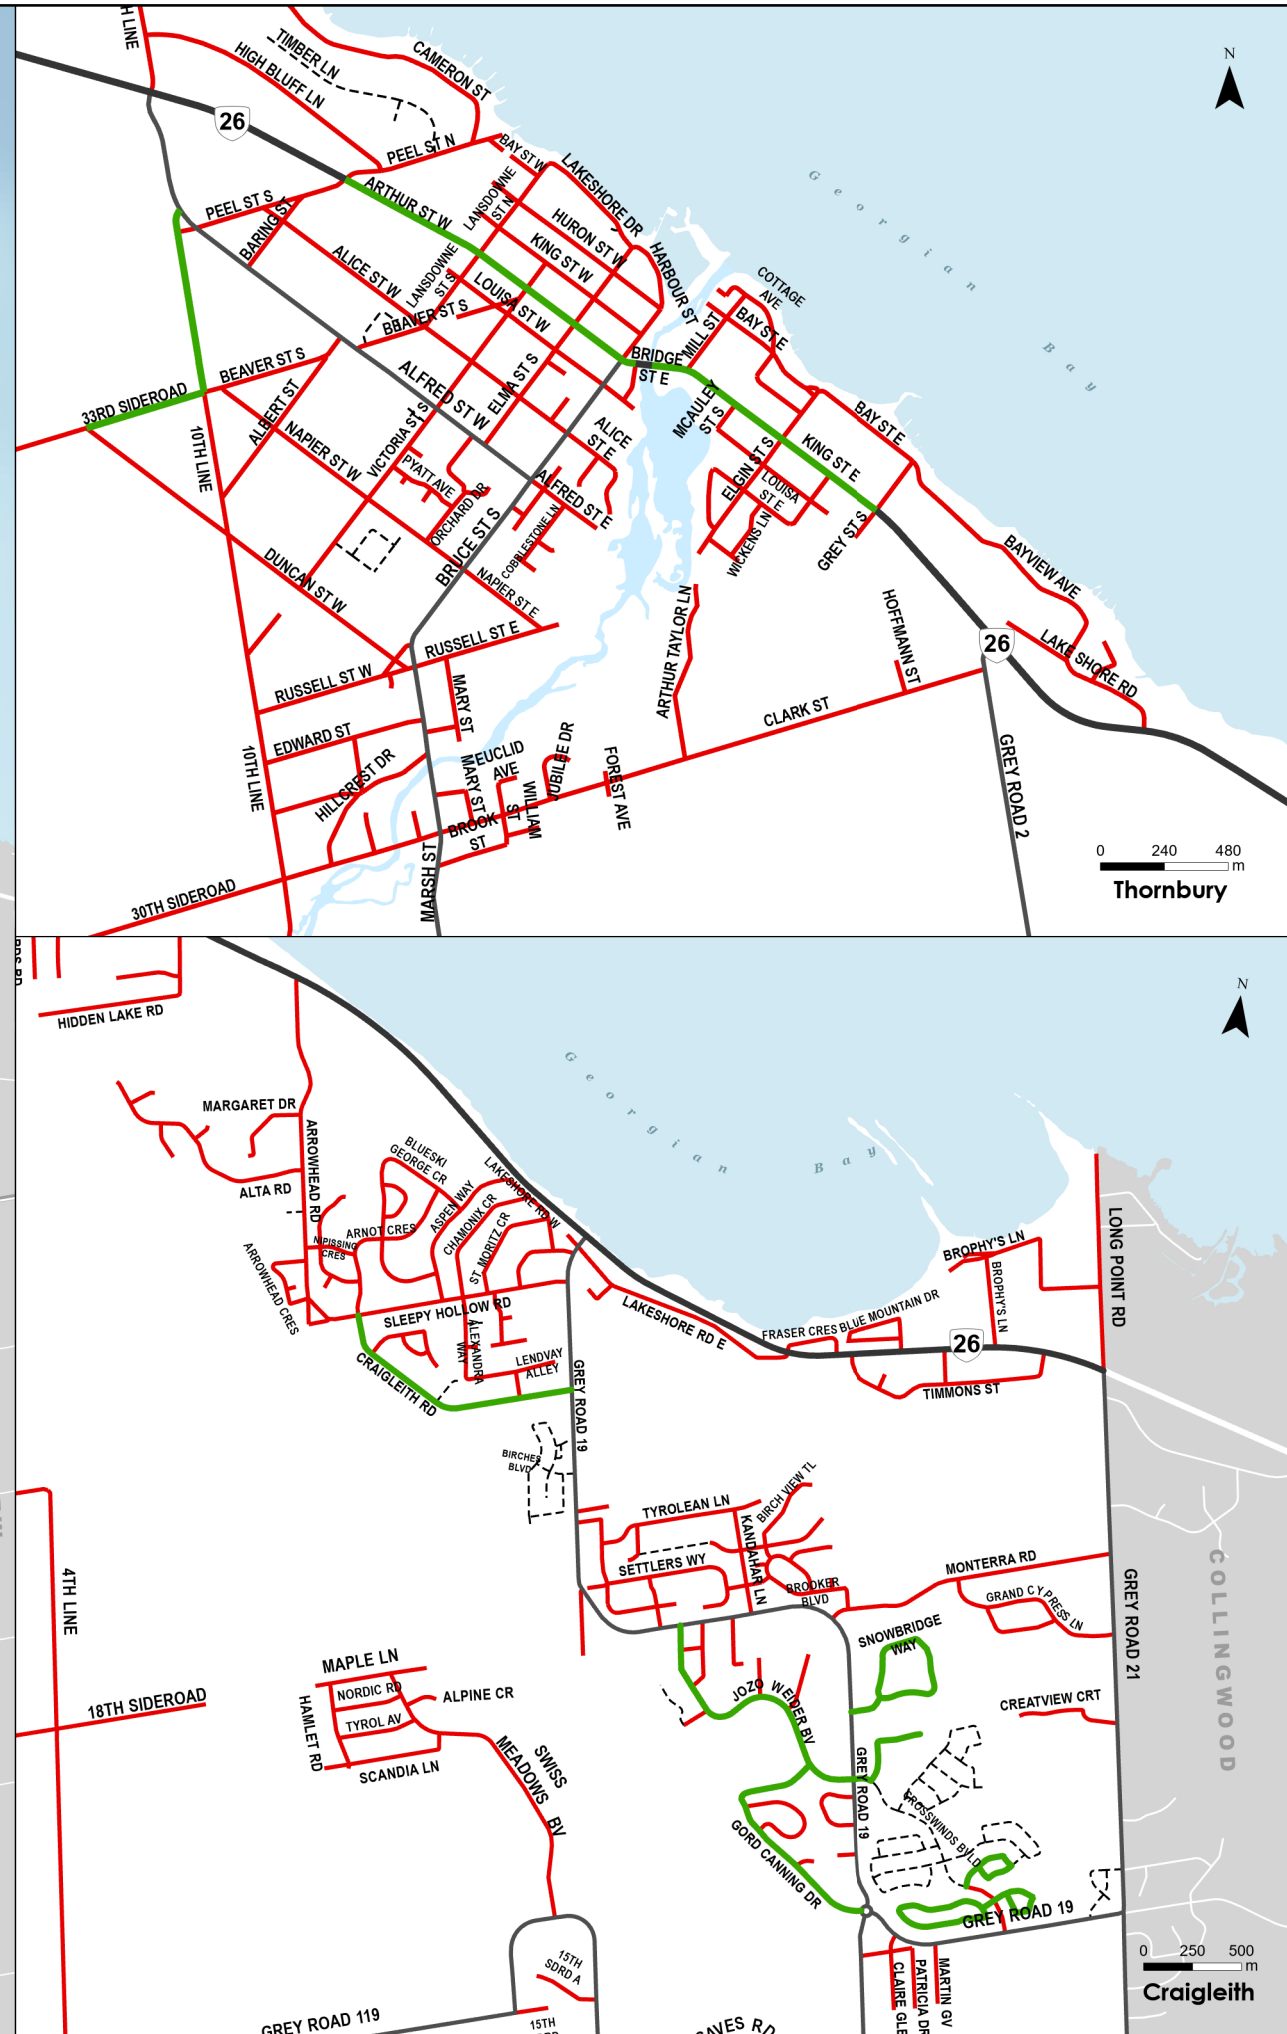 H LINE
TIMBER LN
HIGH BLUFF LN
CAMERON ST
N
26
PEEL ST N
BAY ST W
LAKESHORE DR
Georgian Bay
ARTHUR ST W
LANSDOWNE
ST N
PEEL ST S
BARING ST
HURON ST W
KING ST W
HARBOUR ST
ALICE ST W
LANSDOWNE
ST S
COTTAGE
AVE
LOUISA ST W
BEAVER ST S
MILL ST
BAY ST E
BRIDGE
ST E
BEAVER ST S
ALFRED ST W
ELMA ST S
33RD SIDEROAD
ALBERT ST
MCAULEY
ST S
BAY ST E
VICTORIA ST S
ALICE
ST E
KING ST E
10TH LINE
NAPIER ST W
PYATT AVE
ELGIN ST S
LOUISA
ST E
ORCHARD DR
ALFRED ST E
BRUCE ST S
COBBLESTONE LN
WICKENS LN
GREY ST S
DUNCAN ST W
NAPIER ST E
BAYVIEW AVE
HOFFMANN ST
26
LAKE SHORE RD
RUSSELL ST E
RUSSELL ST W
MARY ST
ARTHUR TAYLOR LN
CLARK ST
EDWARD ST
10TH LINE
HILLCREST DR
EUCLID
AVE
JUBILEE DR
FOREST AVE
GREY ROAD 2
MARY ST
WILLIAM
ST
BROOK
ST
MARSH ST
30TH SIDEROAD
0 240 480
m
Thornbury
HIDDEN LAKE RD
N
Georgian Bay
MARGARET DR
ARROWHEAD RD
BLUESKI
GEORGE CR
LAKESHORE RD W
ALTA RD
ASPEN WAY
CHAMONIX CR
ST MORITZ CR
ARNOT CRES
NIPISSING
CRES
ARROWHEAD CRES
BROPHY'S LN
BROPHY'S LN
LONG POINT RD
SLEEPY HOLLOW RD
LAKESHORE RD E
FRASER CRES
BLUE MOUNTAIN DR
26
ALEXANDRA
WAY
LENDVAY
ALLEY
CRAIGLEITH RD
GREY ROAD 19
TIMMONS ST
BIRCHES
BLVD
TYROLEAN LN
BIRCH VIEW TL
KANDAHAR LN
SETTLERS WY
BROOKER
BLVD
MONTERRA RD
GRAND CYPRESS LN
4TH LINE
GREY ROAD 21
COLLINGWOOD
SNOWBRIDGE
WAY
MAPLE LN
NORDIC RD
ALPINE CR
TYROL AV
HAMLET RD
SCANDIA LN
18TH SIDEROAD
JOZO WEIDER BV
CREATVIEW CRT
SWISS
MEADOWS BV
GREY ROAD 19
CROSSWINDS BVLD
GORD CANNING DR
GREY ROAD 19
15TH
SDRD A
CLAIRE GLE
PATRICIA DR
MARTIN GV
0 250 500
m
Craigleith
GREY ROAD 119
15TH
AVES RD